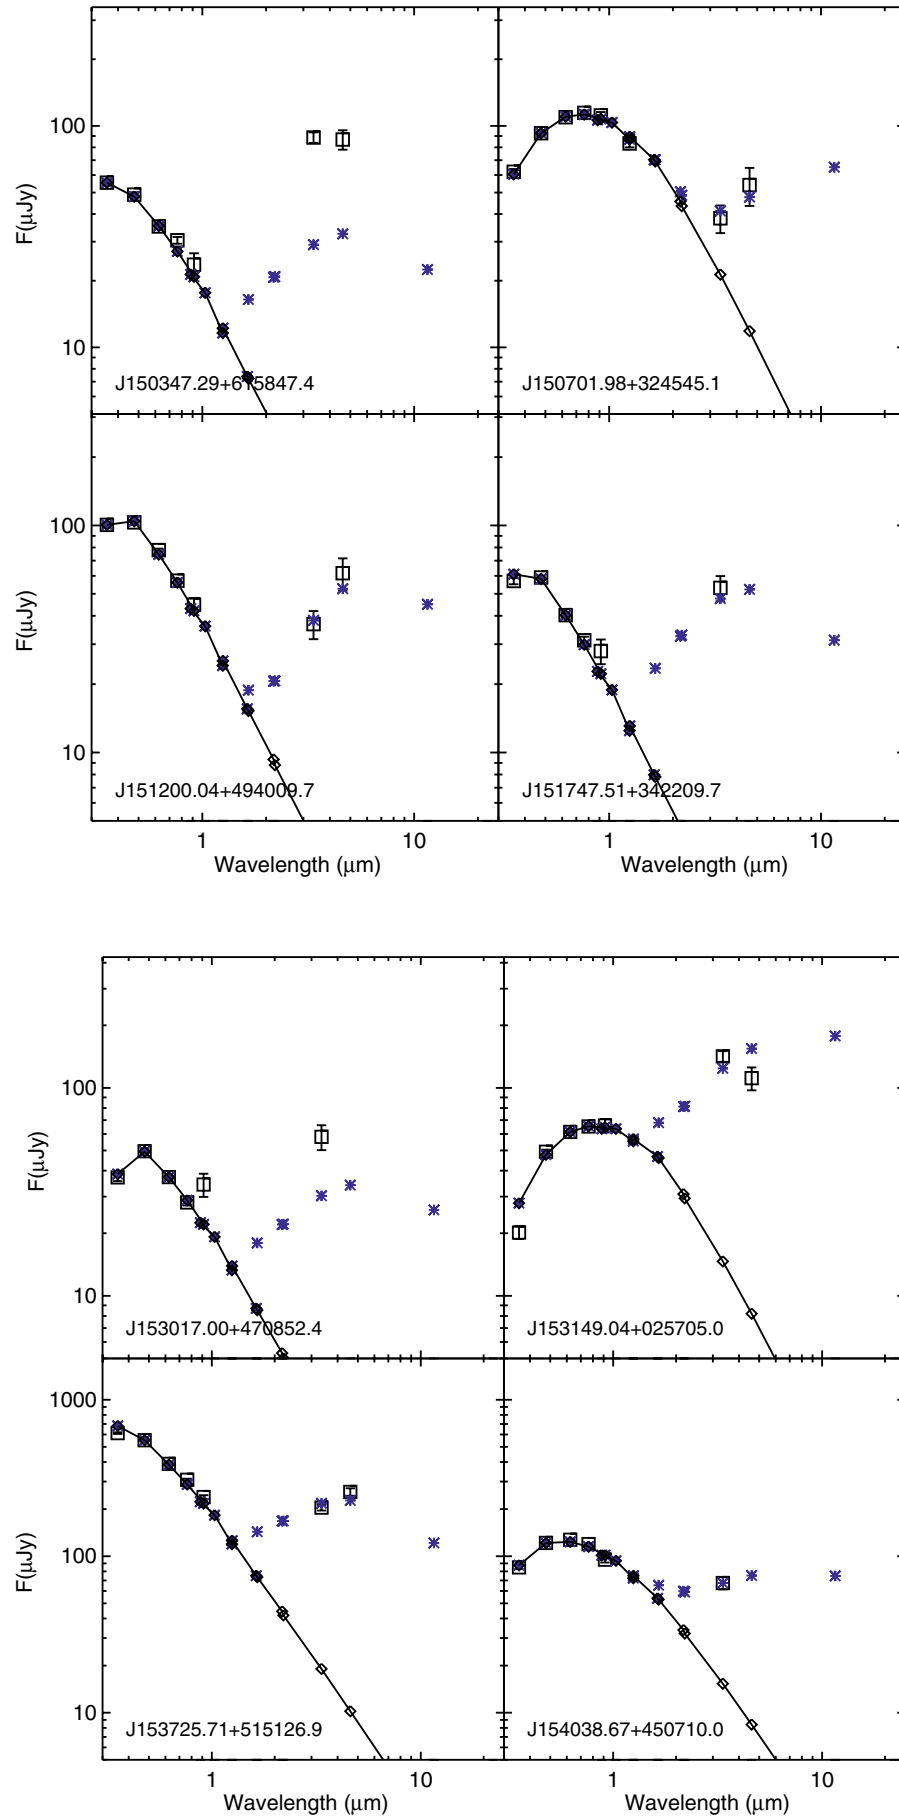 100
10
F(μJy)
J150347.29+615847.4
J150701.98+324545.1
100
10
F(μJy)
J151200.04+494009.7
J151747.51+342209.7
1 10
1 10
Wavelength (μm)
Wavelength (μm)
100
10
F(μJy)
J153017.00+470852.4
J153149.04+025705.0
1000
100
10
F(μJy)
J153725.71+515126.9
J154038.67+450710.0
1 10
1 10
Wavelength (μm)
Wavelength (μm)